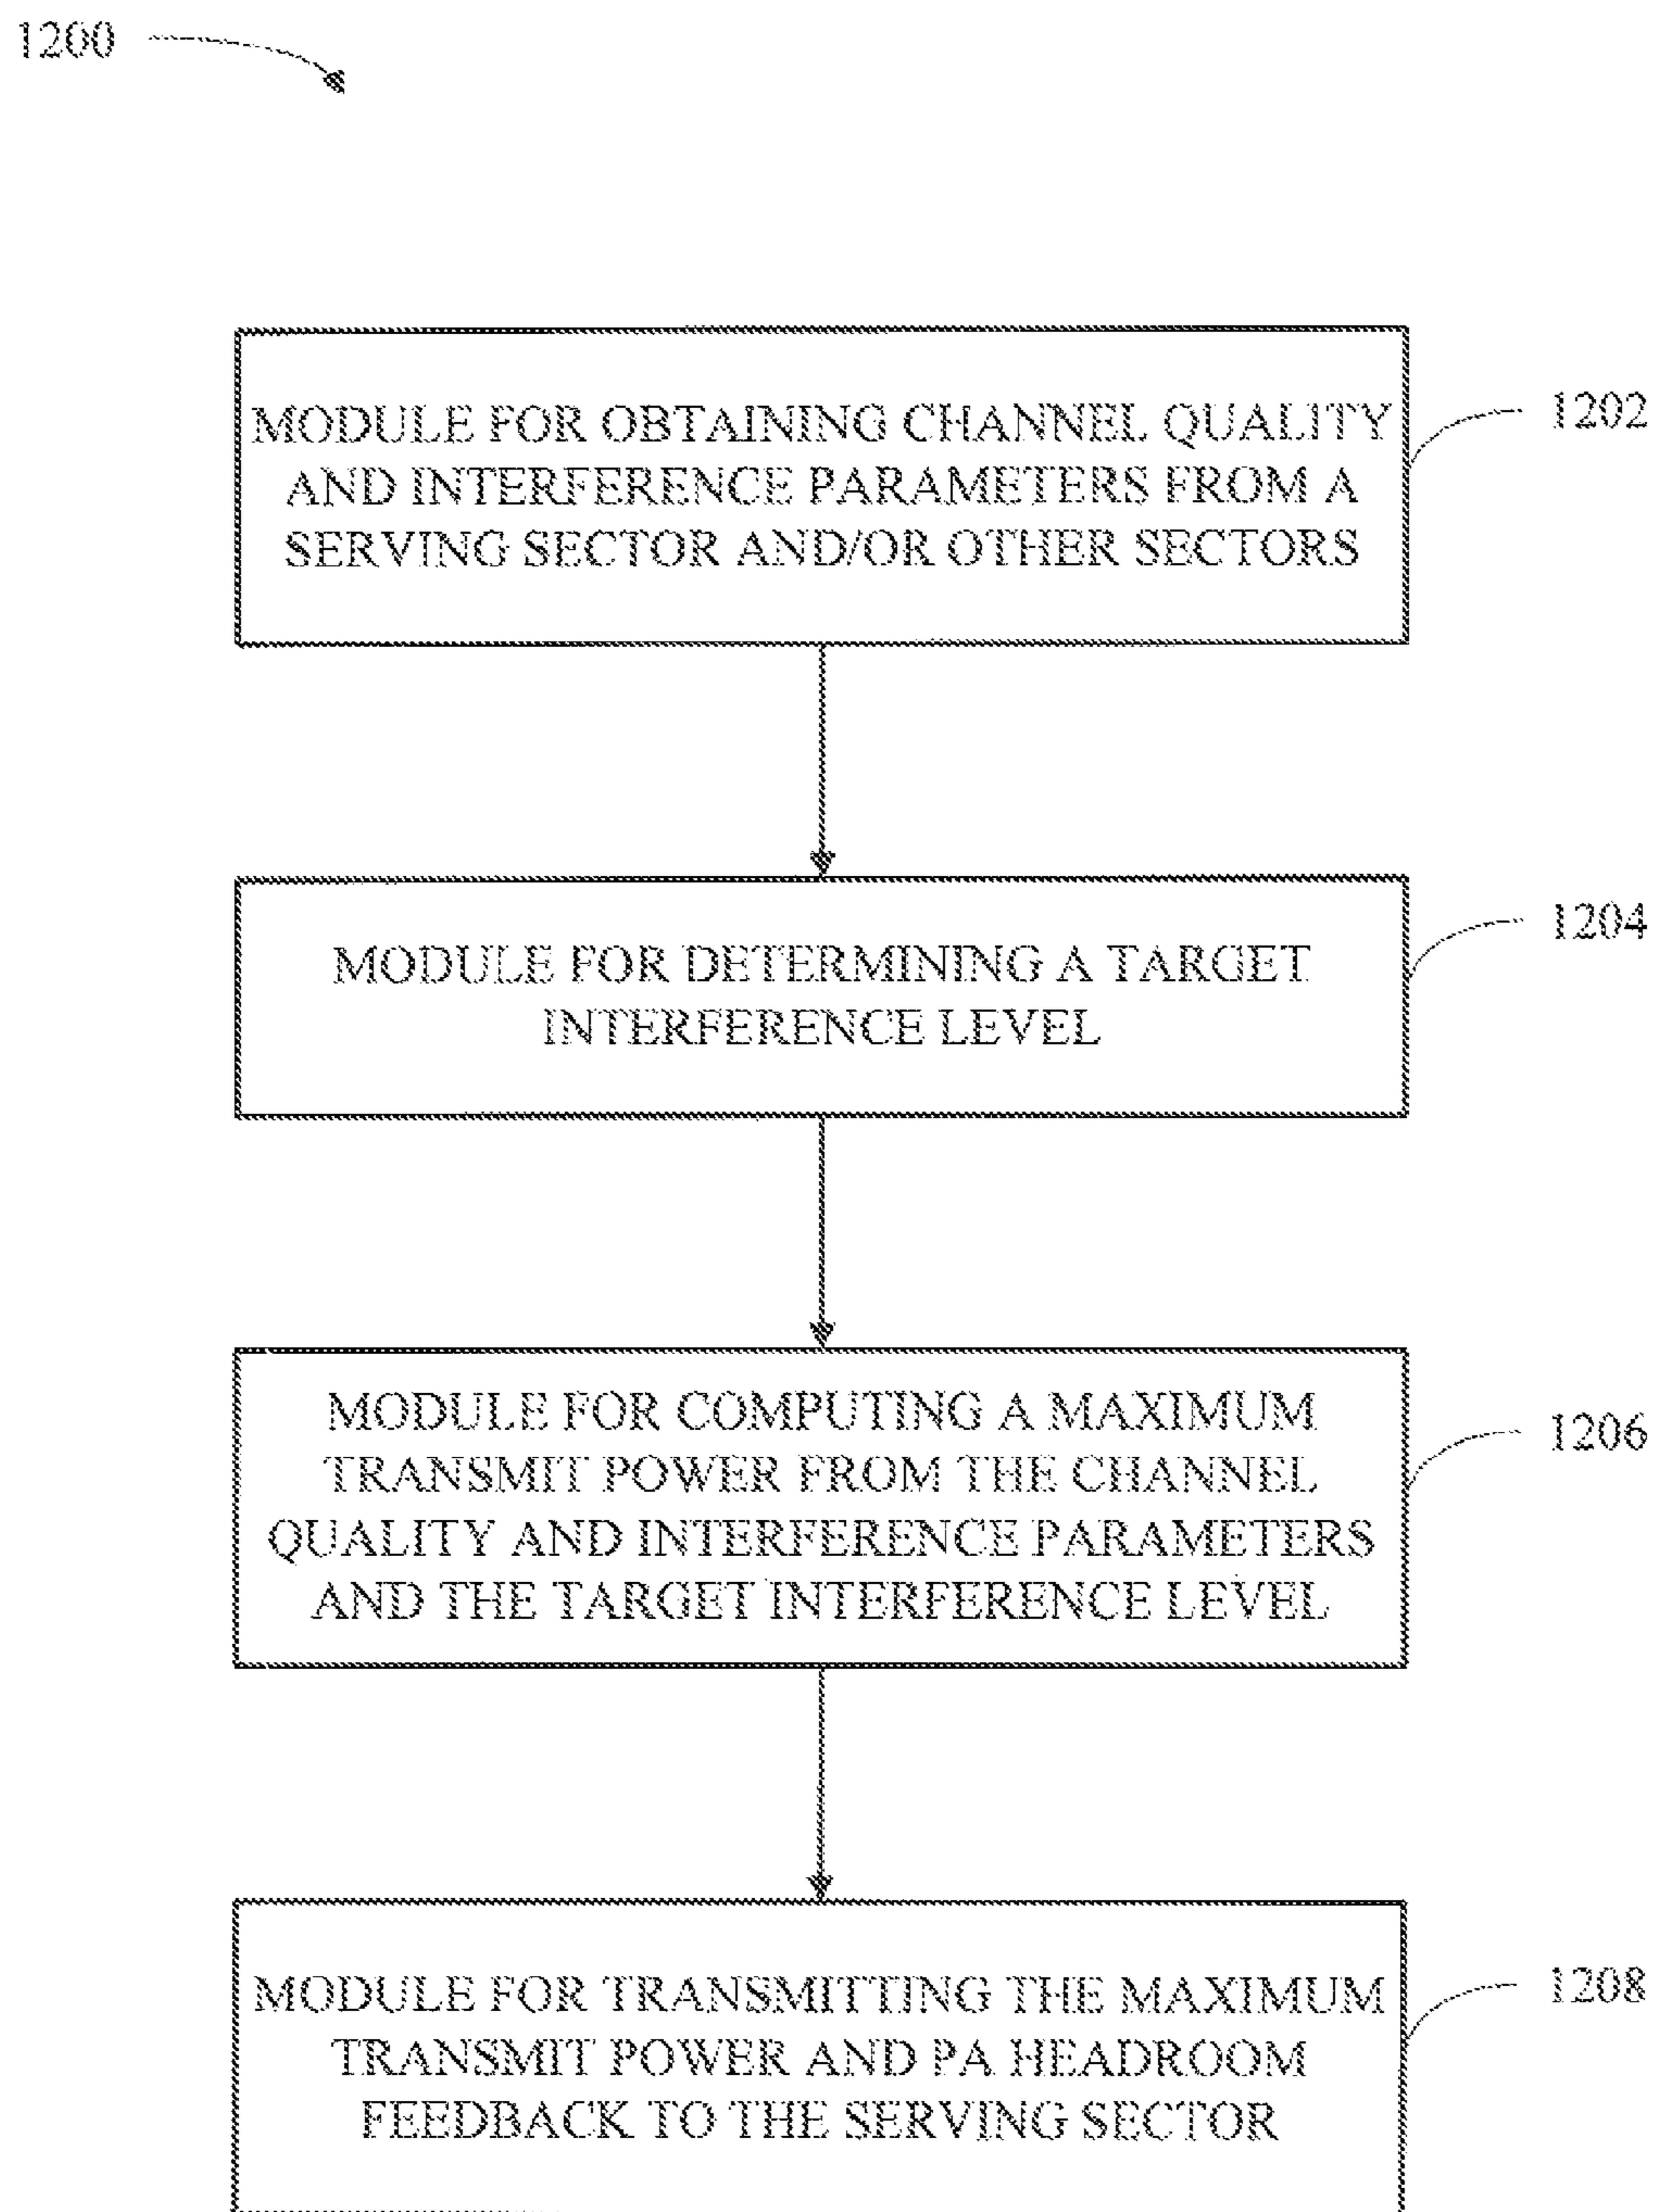 1200
MODULE FOR OBTAINING CHANNEL QUALITY
AND INTERFERENCE PARAMETERS FROM A
SERVING SECTOR AND/OR OTHER SECTORS
1202
MODULE FOR DETERMINING A TARGET
INTERFERENCE LEVEL
1204
MODULE FOR COMPUTING A MAXIMUM
TRANSMIT POWER FROM THE CHANNEL
QUALITY AND INTERFERENCE PARAMETERS
AND THE TARGET INTERFERENCE LEVEL
1206
MODULE FOR TRANSMITTING THE MAXIMUM
TRANSMIT POWER AND PA HEADROOM
FEEDBACK TO THE SERVING SECTOR
1208